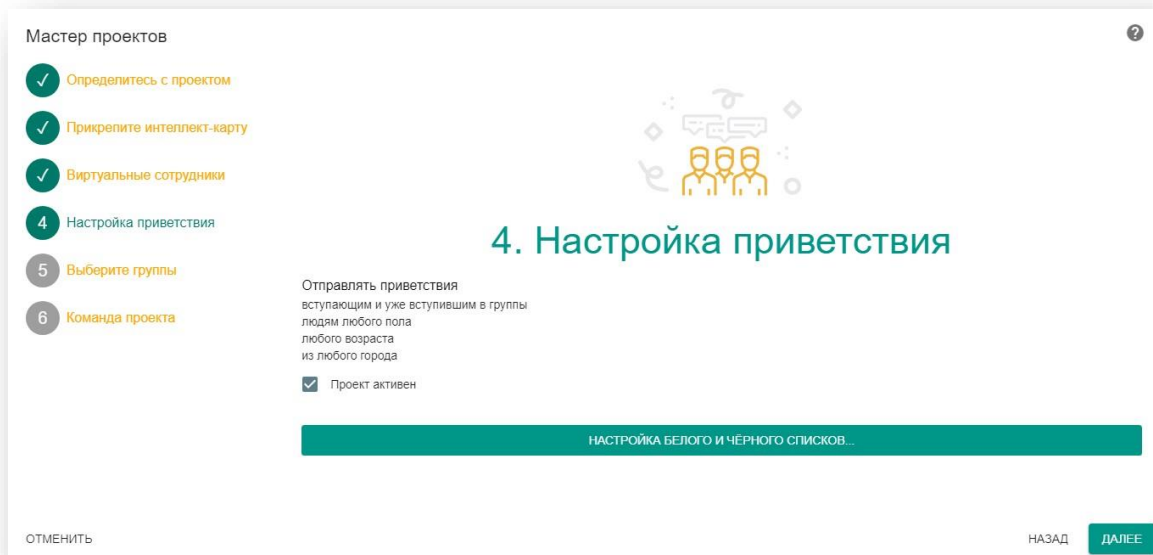 Мастер проектов
?
✓ Определитесь с проектом
✓ Прикрепите интеллект-карту
✓ Виртуальные сотрудники
4 Настройка приветствия
5 Выберите группы
6 Команда проекта
4. Настройка приветствия
Отправлять приветствия
вступающим и уже вступившим в группы
людям любого пола
любого возраста
из любого города
Проект активен
НАСТРОЙКА БЕЛОГО И ЧЁРНОГО СПИСКОВ...
ОТМЕНИТЬ
НАЗАД
ДАЛЕЕ